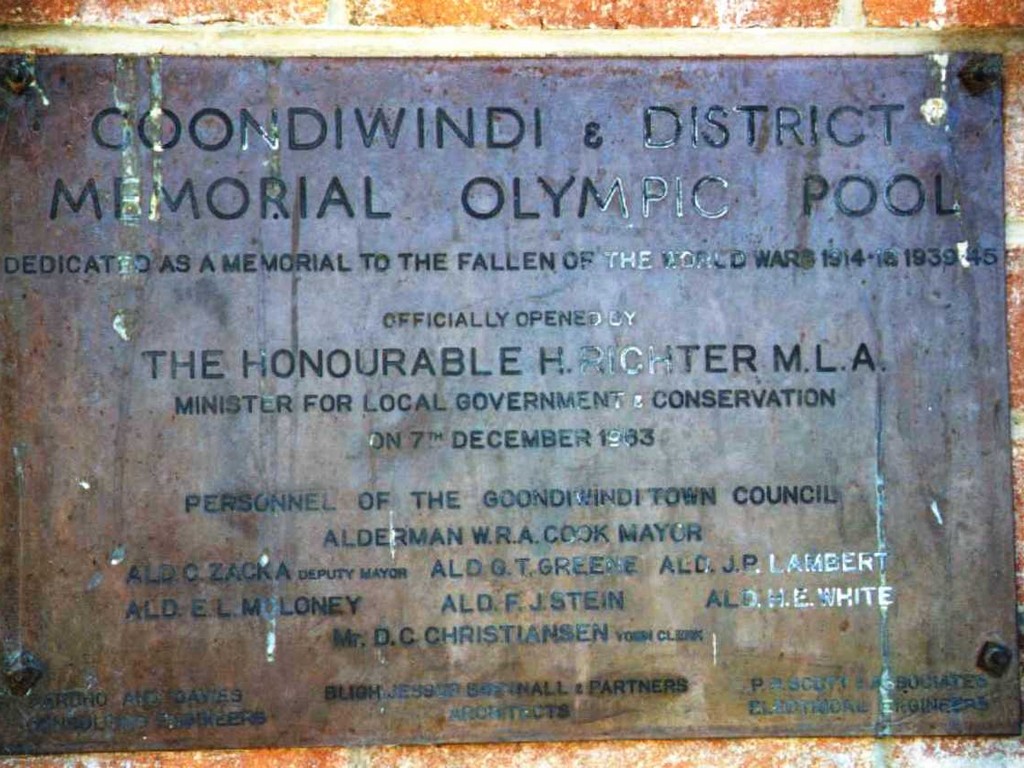 GOONDIWINDI & DISTRICT
MEMORIAL OLYMPIC POOL
DEDICATED AS A MEMORIAL TO THE FALLEN OF THE WORLD WARS 1914-18 1939-45
OFFICIALLY OPENED BY
THE HONOURABLE H. RICHTER M.L.A.
MINISTER FOR LOCAL GOVERNMENT & CONSERVATION
ON 7TH DECEMBER 1963
PERSONNEL OF THE GOONDIWINDI TOWN COUNCIL
ALDERMAN W.R.A. COOK MAYOR
ALD. C. ZACKA DEPUTY MAYOR ALD G.T. GREENE ALD. J.P. LAMBERT
ALD. E.L. MOLONEY ALD. F.J. STEIN ALD. H.E. WHITE
Mr. D.C. CHRISTIANSEN TOWN CLERK
AND DAVIES BLIGH JESSUP BRETNALL & PARTNERS P.R. SCOTT & ASSOCIATES
CONSULTING ENGINEERS ARCHITECTS ELECTRICAL ENGINEERS